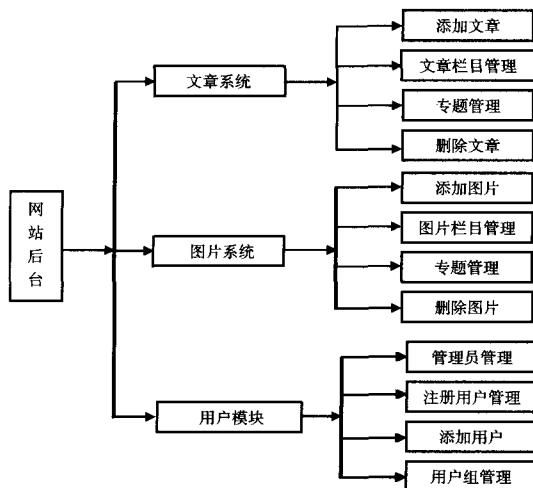 网站后台
文章系统
添加文章
文章栏目管理
专题管理
删除文章
图片系统
添加图片
图片栏目管理
专题管理
删除图片
用户模块
管理员管理
注册用户管理
添加用户
用户组管理